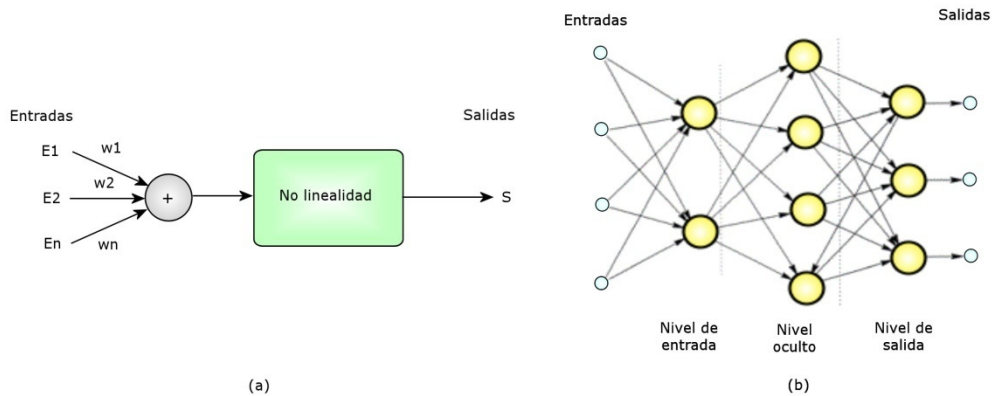 Entradas
Salidas
E1
w1
E2
w2
En
wn
+
No linealidad
S
(a)
Entradas
Salidas
Nivel de
entrada
Nivel
oculto
Nivel de
salida
(b)